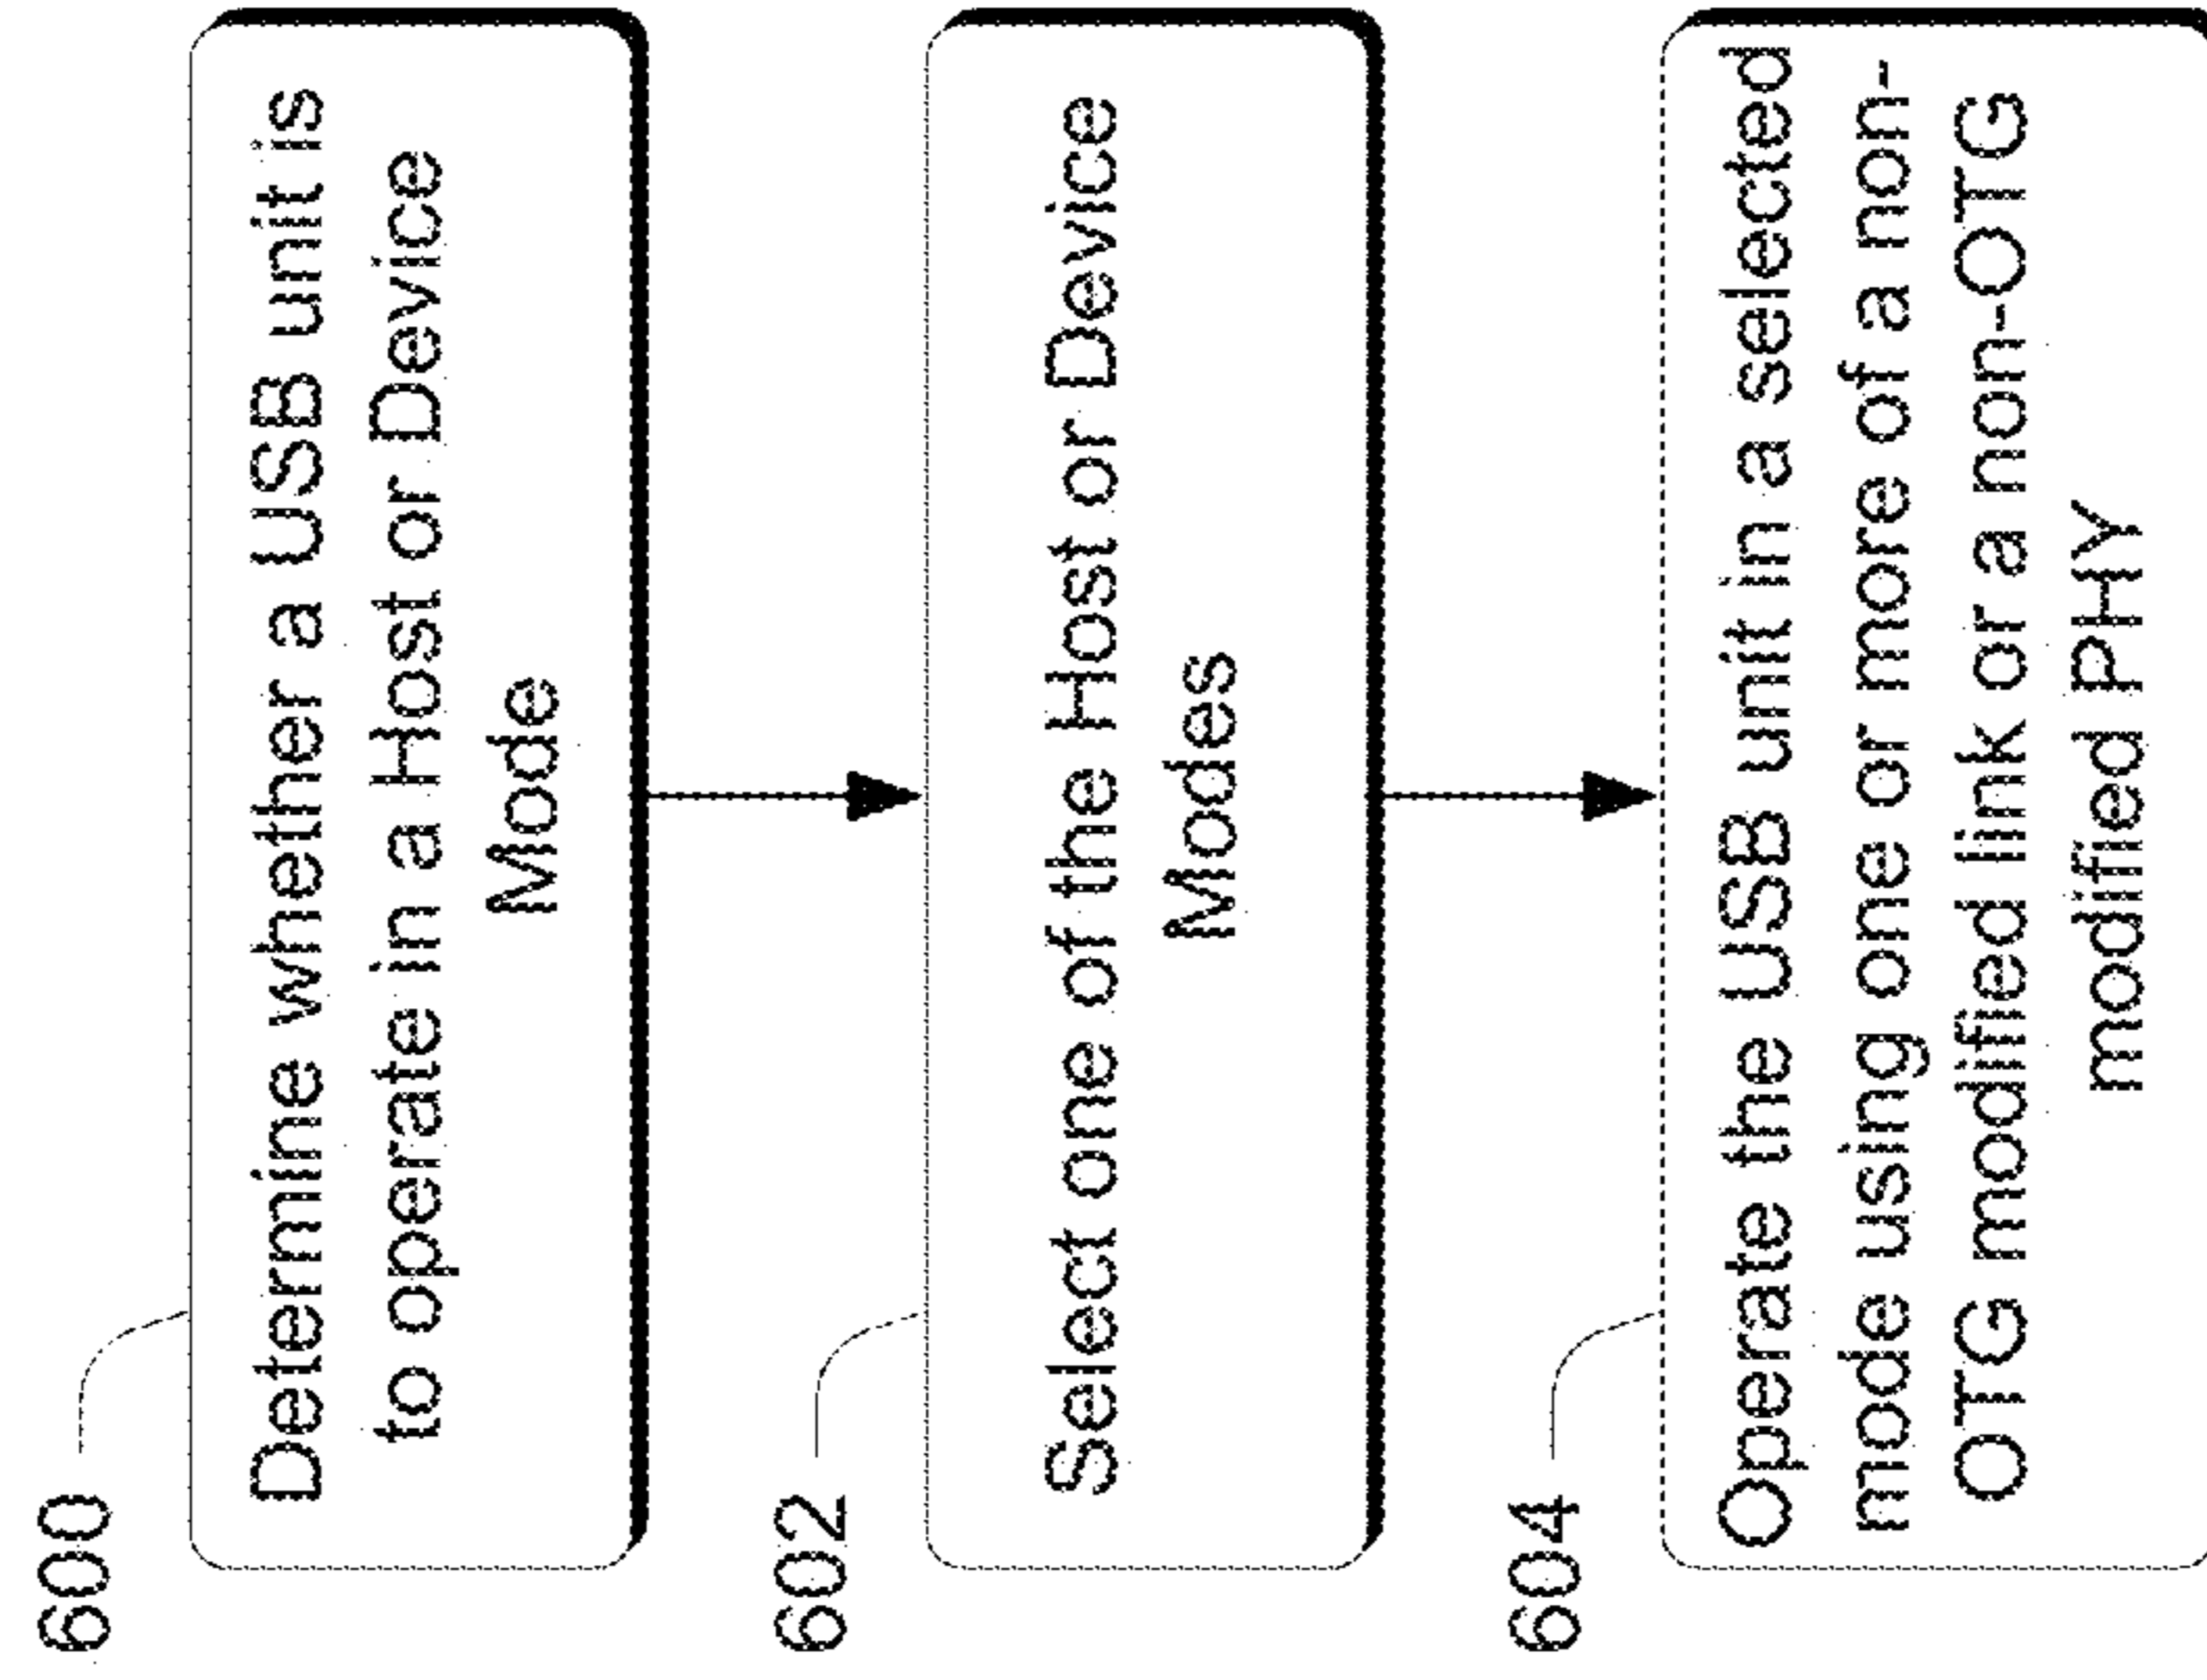 600
Determine whether a USB unit is
to operate in a Host or Device
Mode
602
Select one of the Host or Device
Modes
604
Operate the USB unit in a selected
mode using one or more of a non-
OTG modified link or a non-OTG
modified PHY